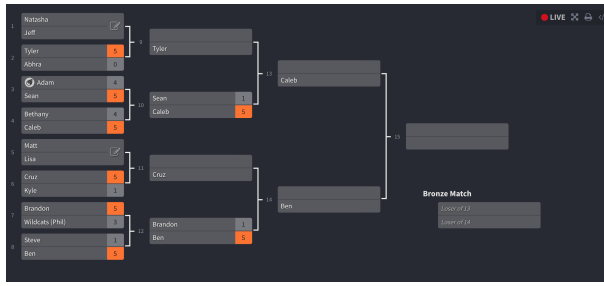 LIVE
1
Natasha
Jeff
2
Tyler 5
Abhra 0
3
Adam 4
Sean 5
4
Bethany 4
Caleb 5
5
Matt
Lisa
6
Cruz 5
Kyle 1
7
Brandon 5
Wildcats (Phil) 3
8
Steve 1
Ben 5
9
Tyler
10
Sean 1
Caleb 5
11
Cruz
12
Brandon 1
Ben 5
13
Caleb
14
Ben
15
Bronze Match
Loser of 13
Loser of 14